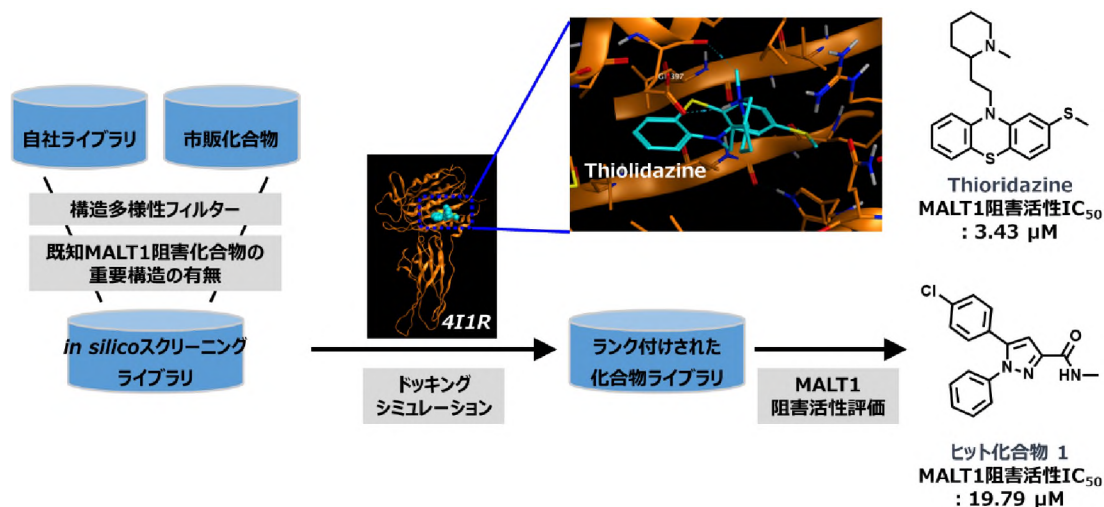 自社ライブラリ
市販化合物
構造多様性フィルター
既知MALT1阻害化合物の
重要構造の有無
in silicoスクリーニング
ライブラリ
4I1R
ドッキング
シミュレーション
Thiolidazine
ランク付けされた
化合物ライブラリ
MALT1
阻害活性評価
N
N
S
S
Thioridazine
MALT1阻害活性IC50
: 3.43 μM
Cl
O
N
N
HN
ヒット化合物 1
MALT1阻害活性IC50
: 19.79 μM